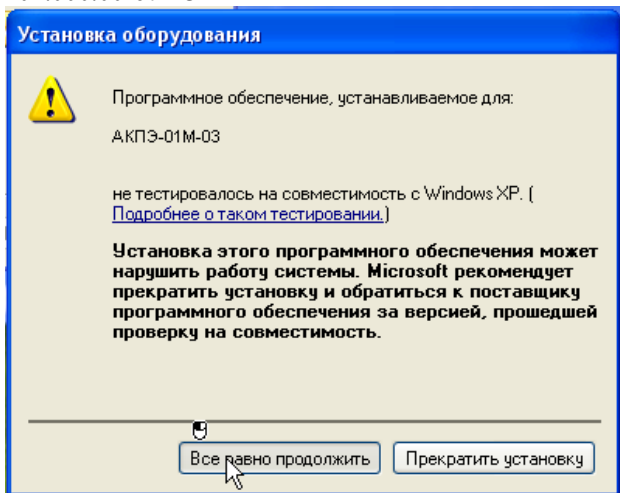 Установка оборудования
Программное обеспечение, устанавливаемое для:
АКПЭ-01М-03
не тестировалось на совместимость с Windows XP. (
Подробнее о таком тестировании.)
Установка этого программного обеспечения может
нарушить работу системы. Microsoft рекомендует
прекратить установку и обратиться к поставщику
программного обеспечения за версией, прошедшей
проверку на совместимость.
Все равно продолжить
Прекратить установку